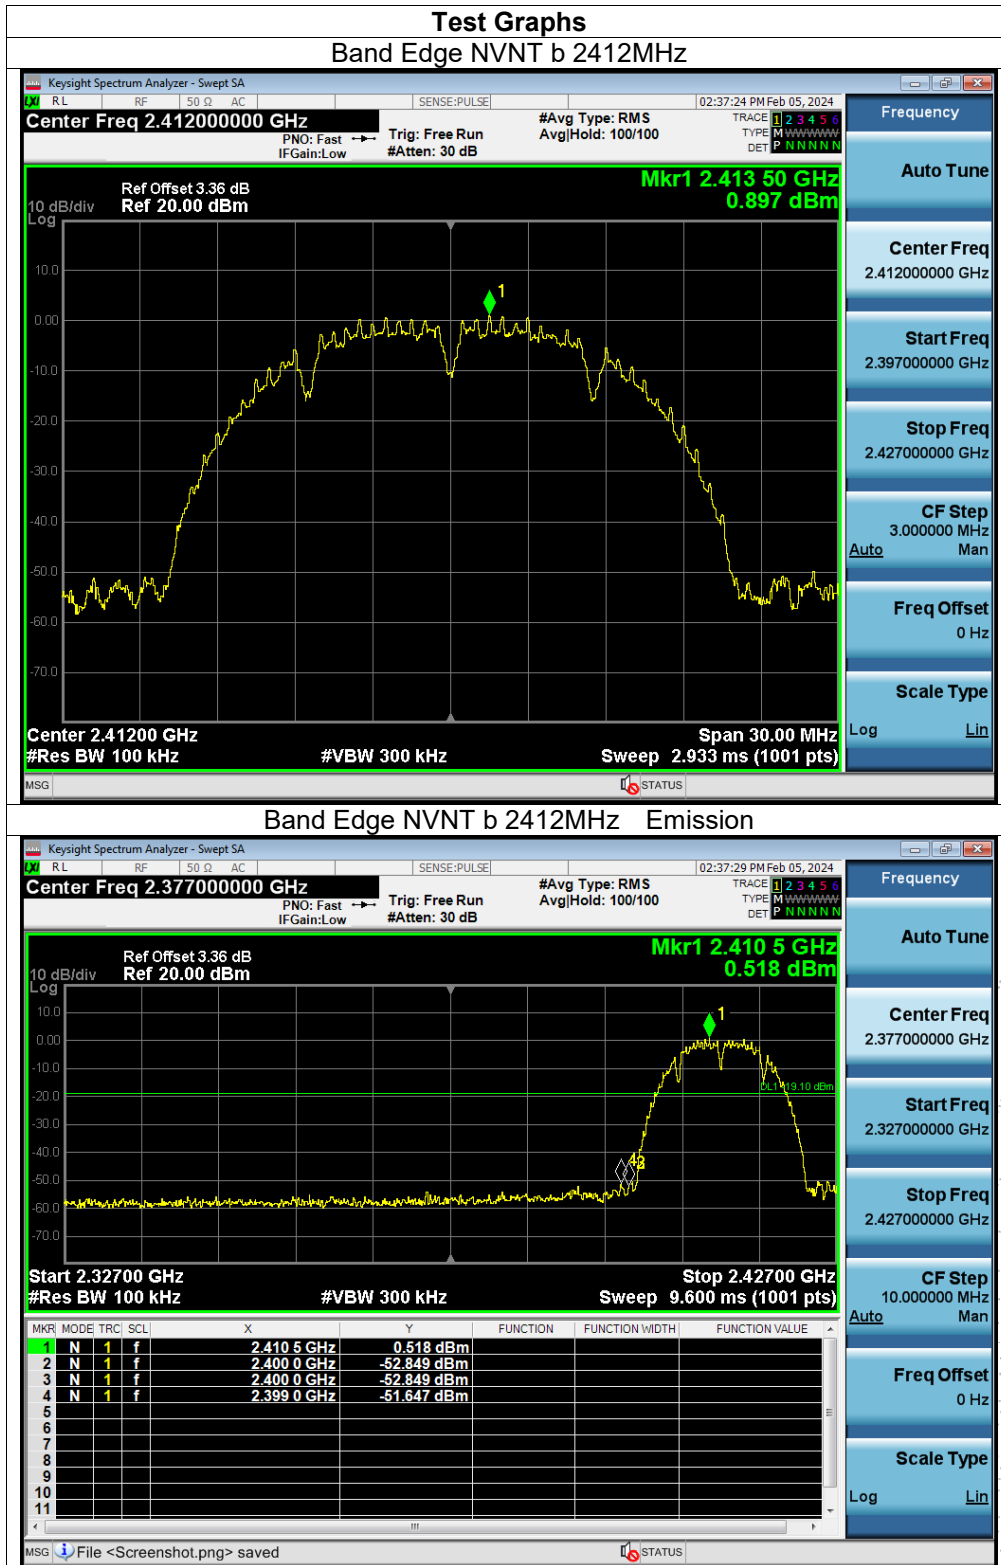 Test Graphs
Band Edge NVNT b 2412MHz
Keysight Spectrum Analyzer - Swept SA
LXI RL RF 50 Ω AC SENSE:PULSE 02:37:24 PM Feb 05, 2024
Center Freq 2.412000000 GHz #Avg Type: RMS TRACE 1 2 3 4 5 6
PNO: Fast Trig: Free Run Avg|Hold: 100/100 TYPE M W W W W W
IFGain:Low #Atten: 30 dB DET P N N N N N
Mkr1 2.413 50 GHz
Ref Offset 3.36 dB
10 dB/div Ref 20.00 dBm 0.897 dBm
Log
10.0
1
0.00
-10.0
-20.0
-30.0
-40.0
-50.0
-60.0
-70.0
Center 2.41200 GHz Span 30.00 MHz
#Res BW 100 kHz #VBW 300 kHz Sweep 2.933 ms (1001 pts)
MSG STATUS
Frequency
Auto Tune
Center Freq
2.412000000 GHz
Start Freq
2.397000000 GHz
Stop Freq
2.427000000 GHz
CF Step
3.000000 MHz
Auto Man
Freq Offset
0 Hz
Scale Type
Log Lin
Band Edge NVNT b 2412MHz Emission
Keysight Spectrum Analyzer - Swept SA
LXI RL RF 50 Ω AC SENSE:PULSE 02:37:29 PM Feb 05, 2024
Center Freq 2.377000000 GHz #Avg Type: RMS TRACE 1 2 3 4 5 6
PNO: Fast Trig: Free Run Avg|Hold: 100/100 TYPE M W W W W W
IFGain:Low #Atten: 30 dB DET P N N N N N
Mkr1 2.410 5 GHz
Ref Offset 3.36 dB
10 dB/div Ref 20.00 dBm 0.518 dBm
Log
10.0
1
0.00
-10.0
DL1 -19.10 dBm
-20.0
-30.0
-40.0
-50.0
-60.0
-70.0
Start 2.32700 GHz Stop 2.42700 GHz
#Res BW 100 kHz #VBW 300 kHz Sweep 9.600 ms (1001 pts)
MKR MODE TRC SCL X Y FUNCTION FUNCTION WIDTH FUNCTION VALUE
1 N 1 f 2.410 5 GHz 0.518 dBm
2 N 1 f 2.400 0 GHz -52.849 dBm
3 N 1 f 2.400 0 GHz -52.849 dBm
4 N 1 f 2.399 0 GHz -51.647 dBm
5
6
7
8
9
10
11
MSG File <Screenshot.png> saved STATUS
Frequency
Auto Tune
Center Freq
2.377000000 GHz
Start Freq
2.327000000 GHz
Stop Freq
2.427000000 GHz
CF Step
10.000000 MHz
Auto Man
Freq Offset
0 Hz
Scale Type
Log Lin